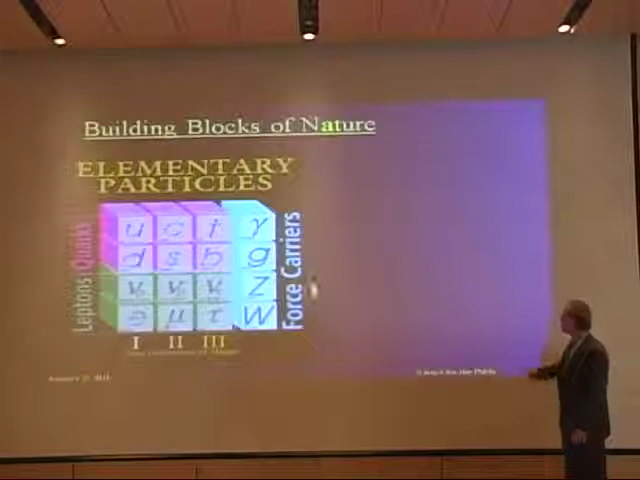 Building Blocks of Nature
ELEMENTARY
PARTICLES
Quarks
u c t γ
d s b g
Leptons
ν ν ν Z
e μ τ W
Force Carriers
I II III